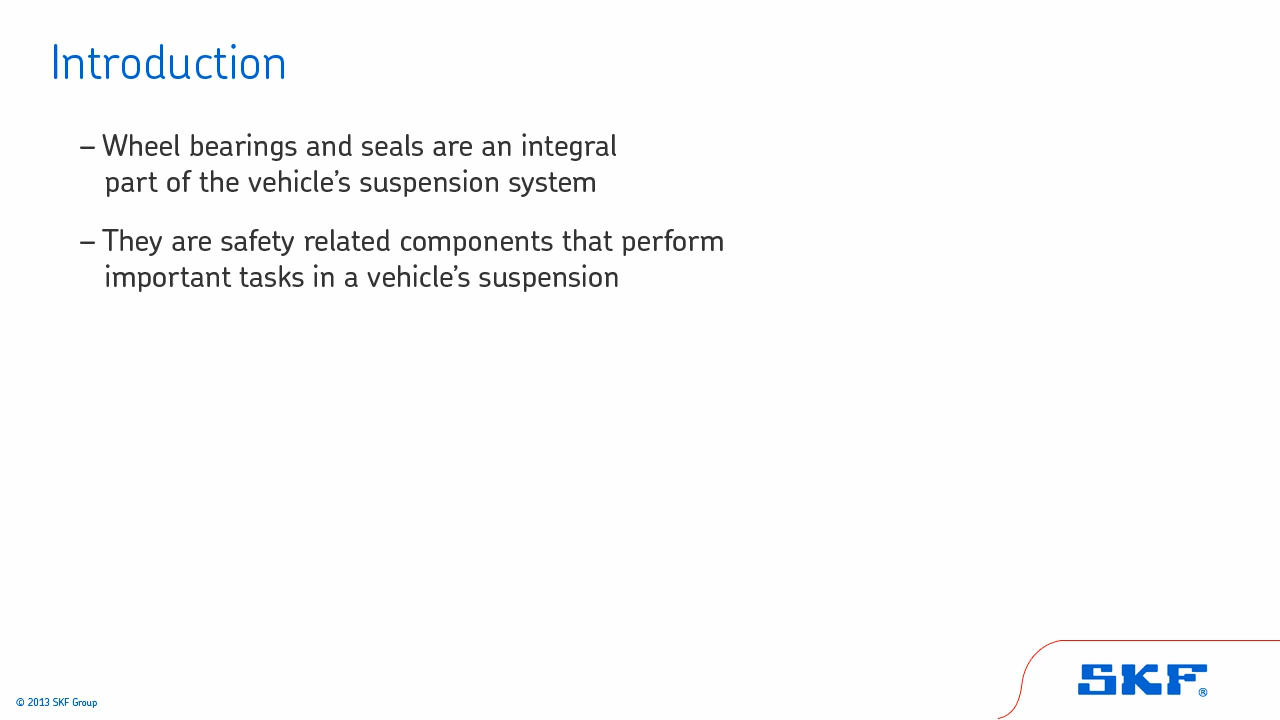 Introduction
– Wheel bearings and seals are an integral
part of the vehicle’s suspension system
– They are safety related components that perform
important tasks in a vehicle’s suspension
SKF®
© 2013 SKF Group